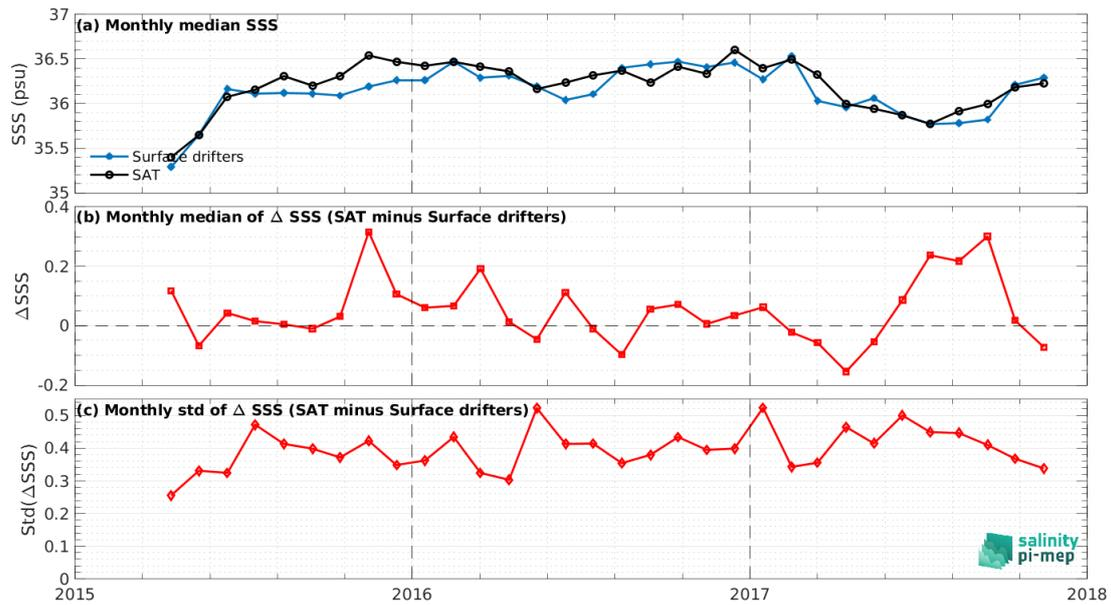 (a) Monthly median SSS
37
36.5
36
35.5
35
SSS (psu)
Surface drifters
SAT
(b) Monthly median of Δ SSS (SAT minus Surface drifters)
0.4
0.2
0
-0.2
ΔSSS
(c) Monthly std of Δ SSS (SAT minus Surface drifters)
0.5
0.4
0.3
0.2
0.1
0
Std(ΔSSS)
salinity
pi-mep
2015 2016 2017 2018